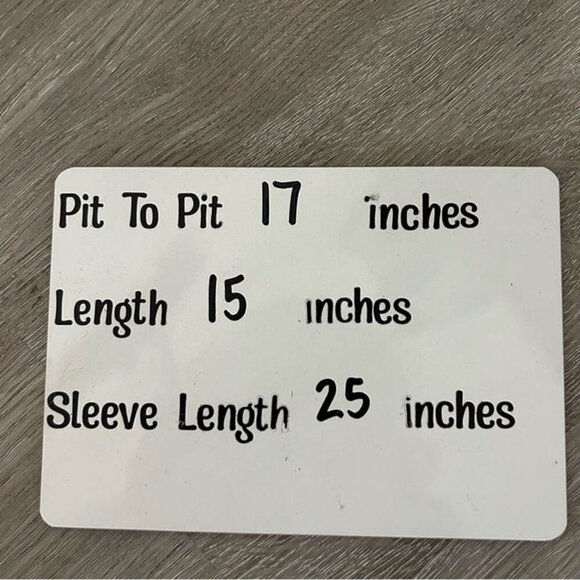 Pit To Pit 17 inches
Length 15 inches
Sleeve Length 25 inches